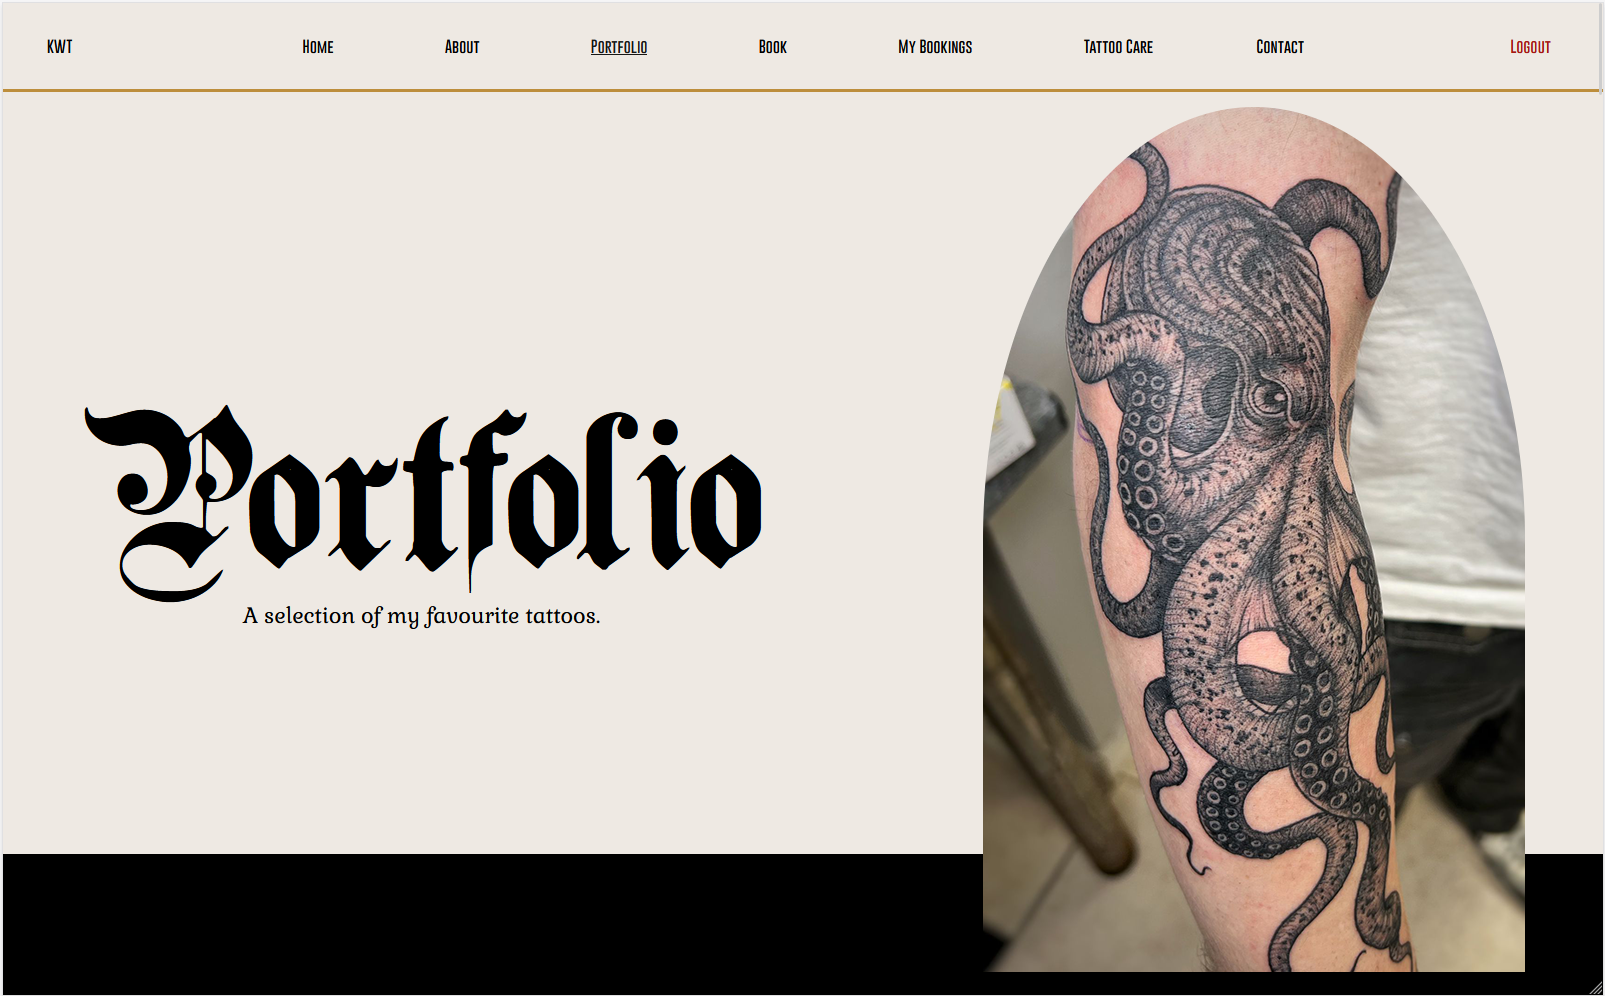 KWT Home About Portfolio Book My Bookings Tattoo Care Contact Logout
Portfolio
A selection of my favourite tattoos.